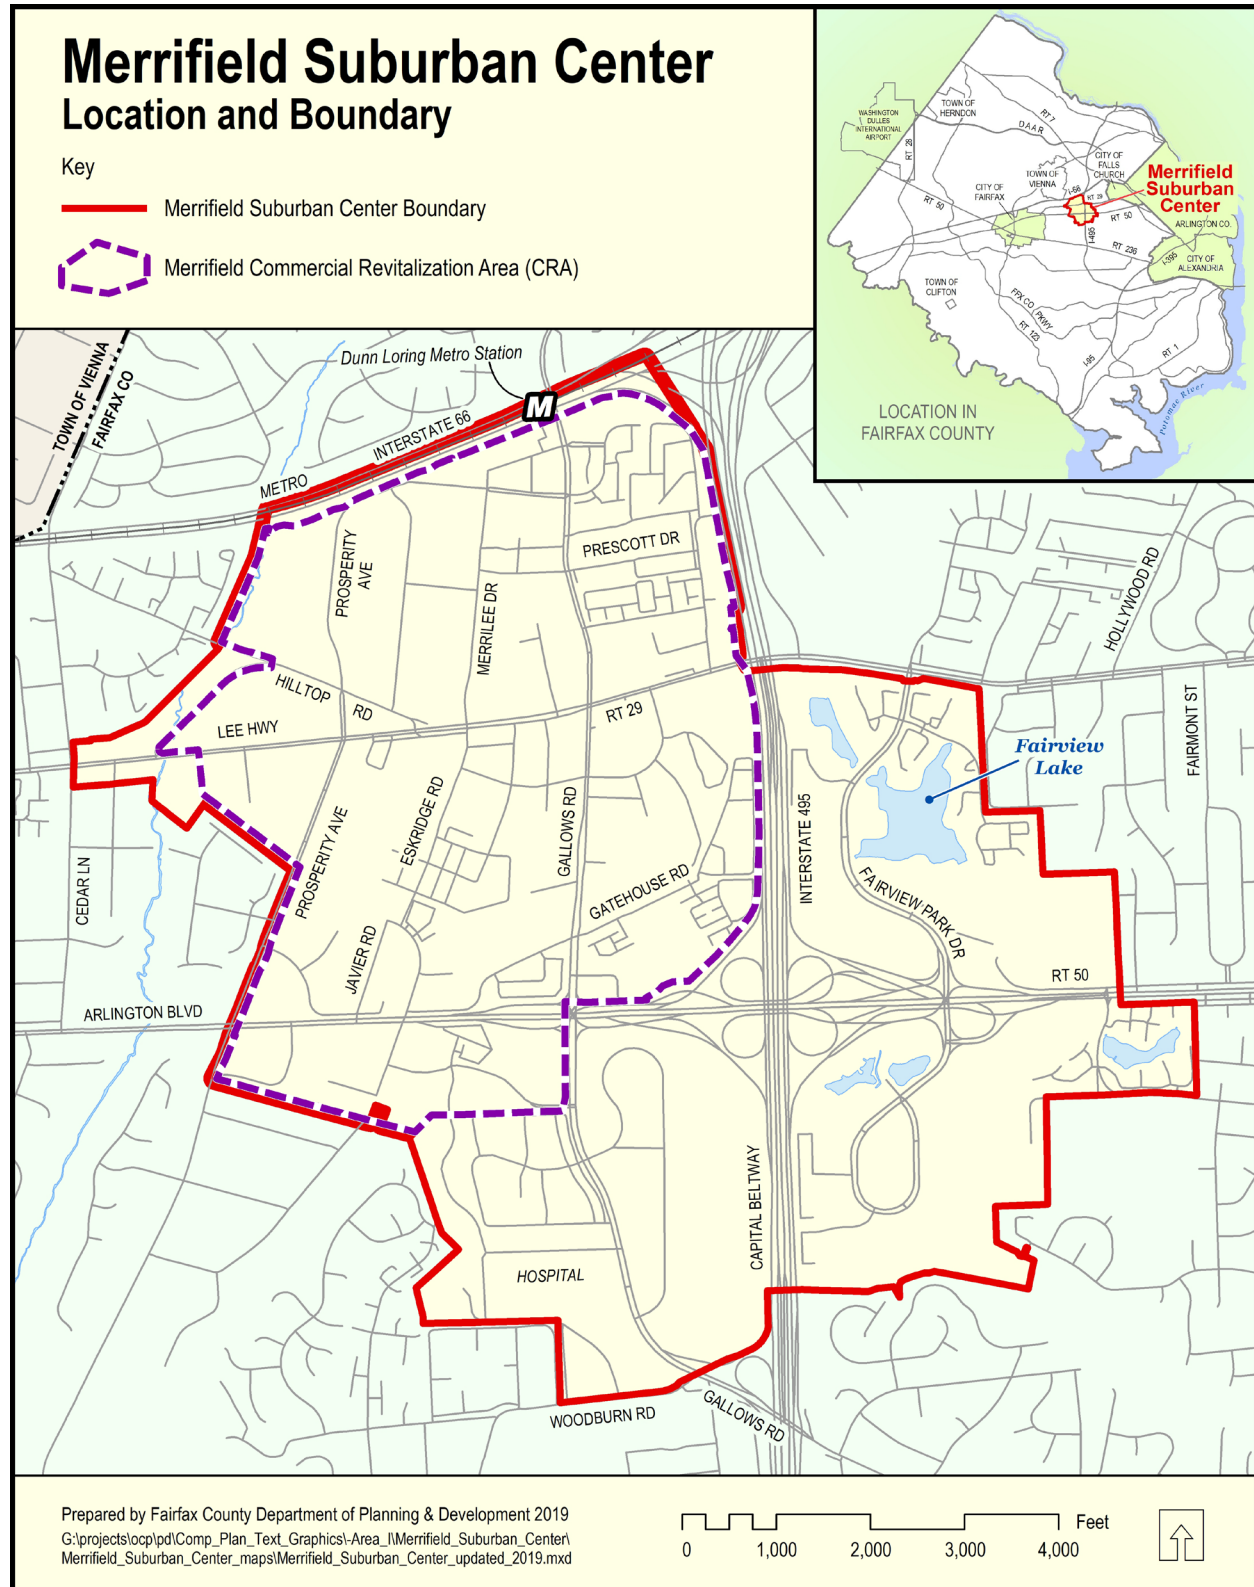 Merrifield Suburban Center
Location and Boundary
Key
Merrifield Suburban Center Boundary
Merrifield Commercial Revitalization Area (CRA)
WASHINGTON
DULLES
INTERNATIONAL
AIRPORT
TOWN OF
HERNDON
RT 7
DAAR
RT 28
CITY OF
FALLS
CHURCH
TOWN OF
VIENNA
CITY OF
FAIRFAX
I-66
RT 29
Merrifield
Suburban
Center
RT 50
RT 50
I-495
ARLINGTON CO.
RT 236
I-395
CITY OF
ALEXANDRIA
TOWN OF
CLIFTON
FFX CO PKWY
RT 123
I-95
RT 1
Potomac River
LOCATION IN
FAIRFAX COUNTY
TOWN OF VIENNA
FAIRFAX CO
Dunn Loring Metro Station
M
INTERSTATE 66
METRO
PROSPERITY
AVE
PRESCOTT DR
MERRILEE DR
HOLLYWOOD RD
HILLTOP RD
LEE HWY
RT 29
FAIRMONT ST
Fairview
Lake
ESKRIDGE RD
GALLOWS RD
INTERSTATE 495
PROSPERITY AVE
CEDAR LN
GATEHOUSE RD
FAIRVIEW PARK DR
JAVIER RD
RT 50
ARLINGTON BLVD
CAPITAL BELTWAY
HOSPITAL
WOODBURN RD
GALLOWS RD
Prepared by Fairfax County Department of Planning & Development 2019
G:\projects\ocp\pd\Comp_Plan_Text_Graphics\-Area_I\Merrifield_Suburban_Center\
Merrifield_Suburban_Center_maps\Merrifield_Suburban_Center_updated_2019.mxd
Feet
0 1,000 2,000 3,000 4,000